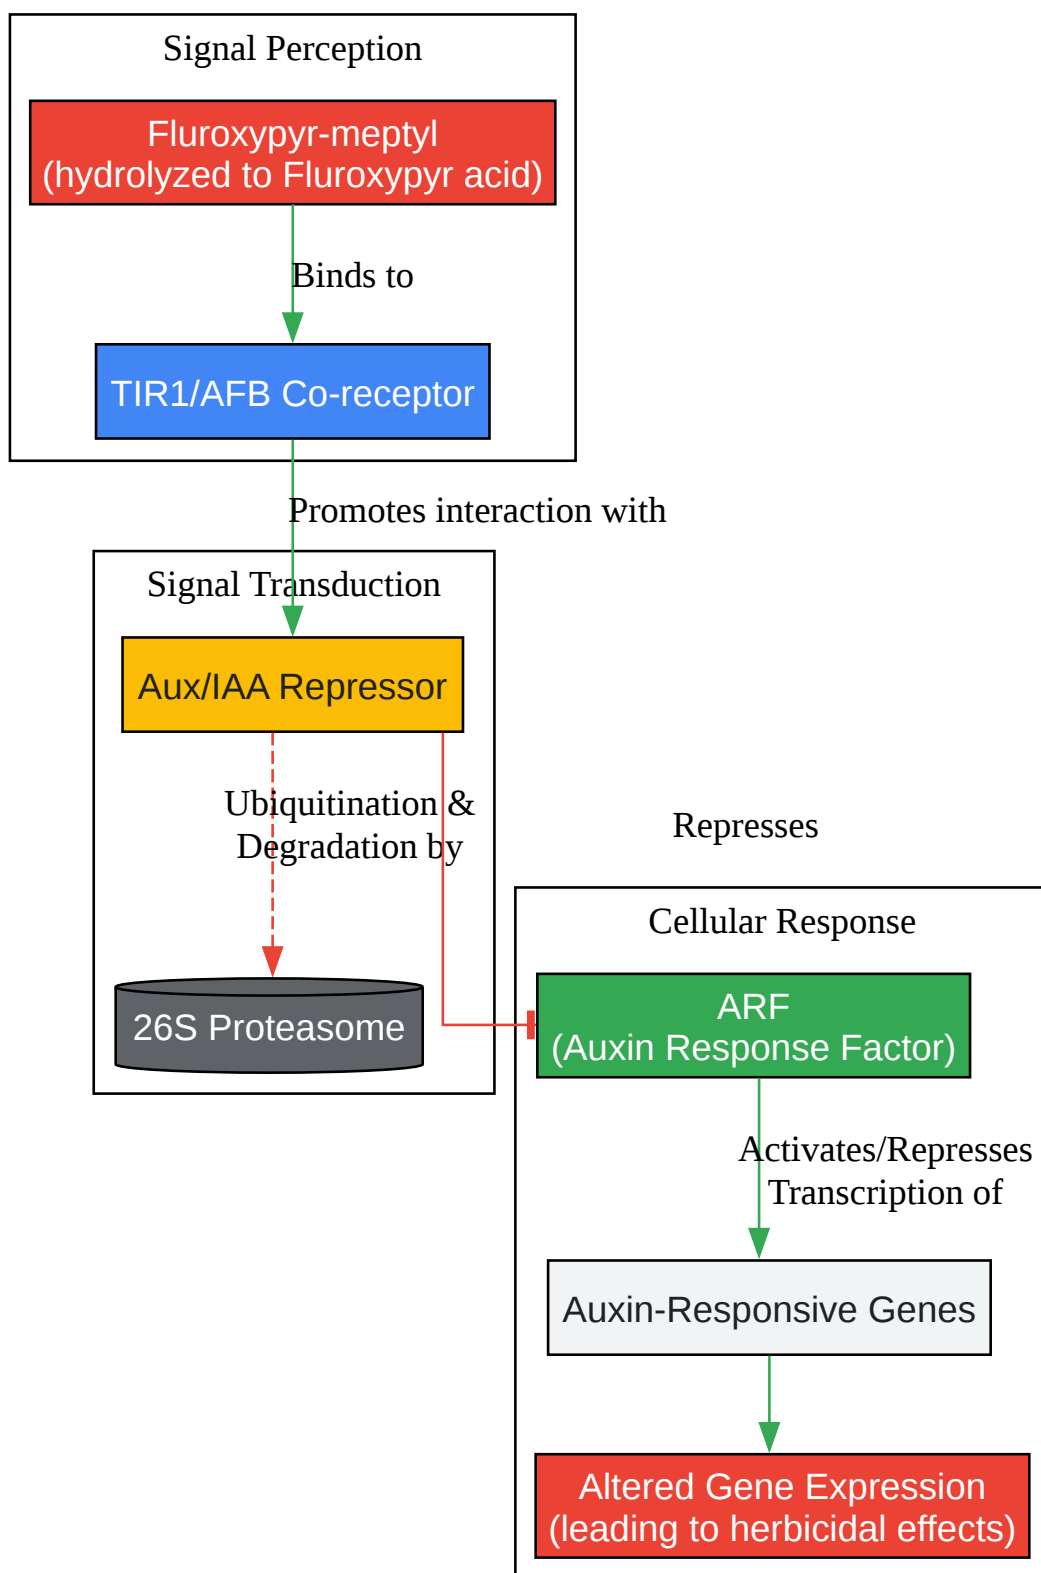 Signal Perception
Fluroxypyr-meptyl
(hydrolyzed to Fluroxypyr acid)
Binds to
TIR1/AFB Co-receptor
Promotes interaction with
Signal Transduction
Aux/IAA Repressor
Ubiquitination &
Degradation by
Represses
Cellular Response
26S Proteasome
ARF
(Auxin Response Factor)
Activates/Represses
Transcription of
Auxin-Responsive Genes
Altered Gene Expression
(leading to herbicidal effects)